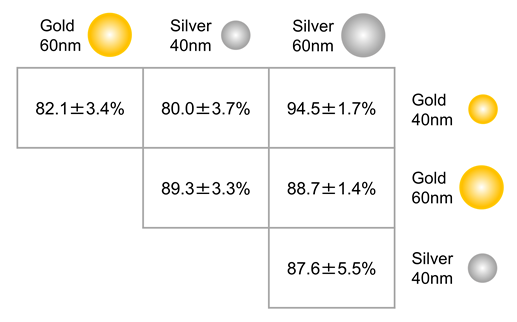 Gold
60nm
Silver
40nm
Silver
60nm
82.1±3.4%
80.0±3.7%
94.5±1.7%
Gold
40nm
89.3±3.3%
88.7±1.4%
Gold
60nm
87.6±5.5%
Silver
40nm